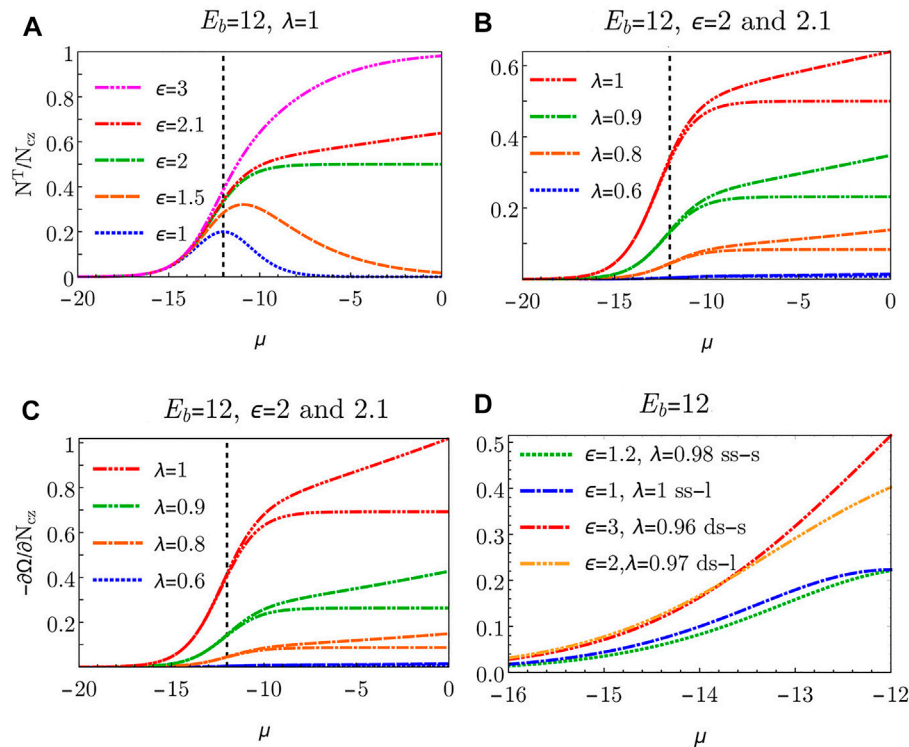 A
E_b=12, λ=1
N^T/N_cz
1
0.8
0.6
0.4
0.2
0
ϵ=3
ϵ=2.1
ϵ=2
ϵ=1.5
ϵ=1
−20 −15 −10 −5 0
μ
B
E_b=12, ϵ=2 and 2.1
0.6
0.4
0.2
0
λ=1
λ=0.9
λ=0.8
λ=0.6
−20 −15 −10 −5 0
μ
C
E_b=12, ϵ=2 and 2.1
−∂Ω/∂N_cz
1
0.8
0.6
0.4
0.2
λ=1
λ=0.9
λ=0.8
λ=0.6
−20 −15 −10 −5 0
μ
D
E_b=12
0.5
0.4
0.3
0.2
0.1
0.0
ϵ=1.2, λ=0.98 ss−s
ϵ=1, λ=1 ss−l
ϵ=3, λ=0.96 ds−s
ϵ=2,λ=0.97 ds−l
−16 −15 −14 −13 −12
μ